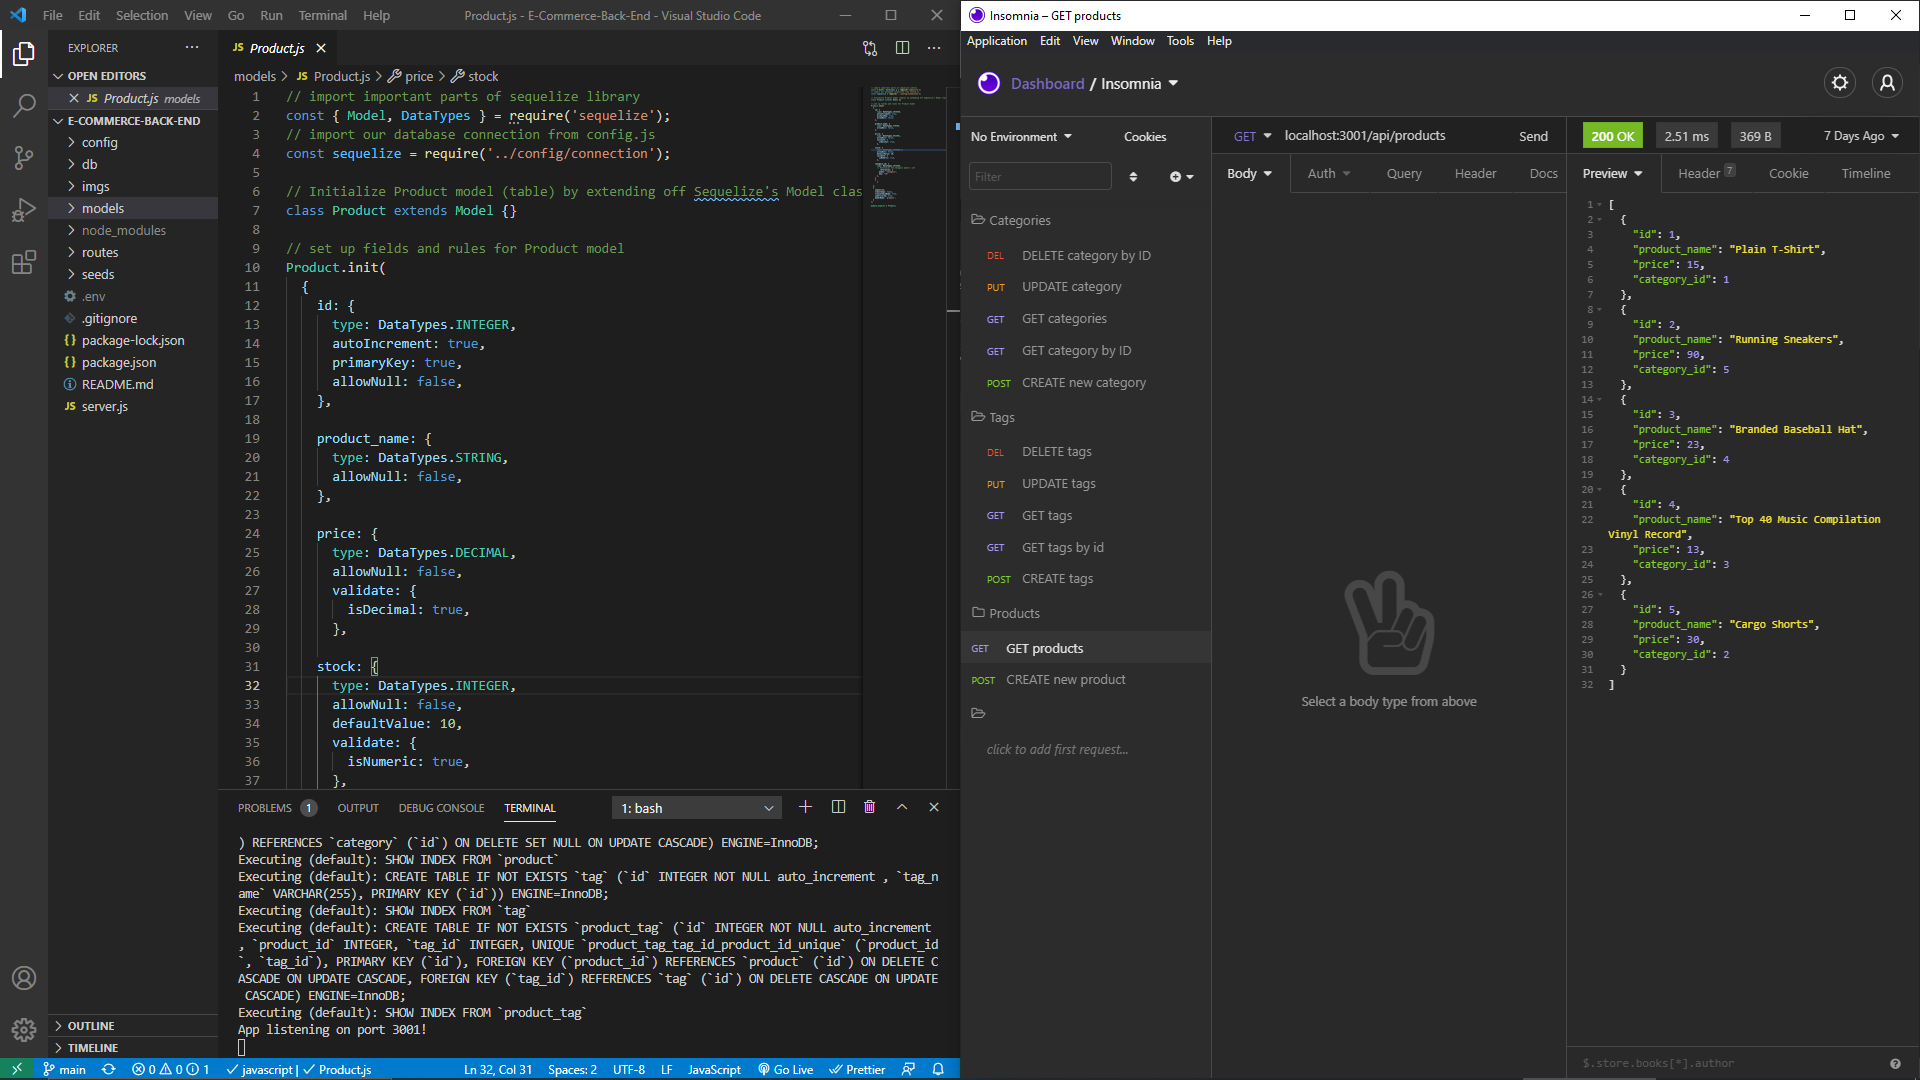 File Edit Selection View Go Run Terminal Help
Product.js - E-Commerce-Back-End - Visual Studio Code
EXPLORER
OPEN EDITORS
JS Product.js models
E-COMMERCE-BACK-END
config
db
imgs
models
node_modules
routes
seeds
.env
.gitignore
{} package-lock.json
{} package.json
README.md
JS server.js
OUTLINE
TIMELINE
JS Product.js
models > JS Product.js > price > stock
1 // import important parts of sequelize library
2 const { Model, DataTypes } = require('sequelize');
3 // import our database connection from config.js
4 const sequelize = require('../config/connection');
5
6 // Initialize Product model (table) by extending off Sequelize's Model clas
7 class Product extends Model {}
8
9 // set up fields and rules for Product model
10 Product.init(
11 {
12 id: {
13 type: DataTypes.INTEGER,
14 autoIncrement: true,
15 primaryKey: true,
16 allowNull: false,
17 },
18
19 product_name: {
20 type: DataTypes.STRING,
21 allowNull: false,
22 },
23
24 price: {
25 type: DataTypes.DECIMAL,
26 allowNull: false,
27 validate: {
28 isDecimal: true,
29 },
30
31 stock: {
32 type: DataTypes.INTEGER,
33 allowNull: false,
34 defaultValue: 10,
35 validate: {
36 isNumeric: true,
37 },
PROBLEMS 1 OUTPUT DEBUG CONSOLE TERMINAL 1: bash
) REFERENCES `category` (`id`) ON DELETE SET NULL ON UPDATE CASCADE) ENGINE=InnoDB;
Executing (default): SHOW INDEX FROM `product`
Executing (default): CREATE TABLE IF NOT EXISTS `tag` (`id` INTEGER NOT NULL auto_increment , `tag_n
ame` VARCHAR(255), PRIMARY KEY (`id`)) ENGINE=InnoDB;
Executing (default): SHOW INDEX FROM `tag`
Executing (default): CREATE TABLE IF NOT EXISTS `product_tag` (`id` INTEGER NOT NULL auto_increment
, `product_id` INTEGER, `tag_id` INTEGER, UNIQUE `product_tag_tag_id_product_id_unique` (`product_id
`, `tag_id`), PRIMARY KEY (`id`), FOREIGN KEY (`product_id`) REFERENCES `product` (`id`) ON DELETE C
ASCADE ON UPDATE CASCADE, FOREIGN KEY (`tag_id`) REFERENCES `tag` (`id`) ON DELETE CASCADE ON UPDATE
CASCADE) ENGINE=InnoDB;
Executing (default): SHOW INDEX FROM `product_tag`
App listening on port 3001!
main 0 0 1 javascript | Product.js Ln 32, Col 31 Spaces: 2 UTF-8 LF JavaScript Go Live Prettier
Insomnia – GET products
Application Edit View Window Tools Help
Dashboard / Insomnia
No Environment Cookies
Filter
Categories
DEL DELETE category by ID
PUT UPDATE category
GET GET categories
GET GET category by ID
POST CREATE new category
Tags
DEL DELETE tags
PUT UPDATE tags
GET GET tags
GET GET tags by id
POST CREATE tags
Products
GET GET products
POST CREATE new product
click to add first request...
GET localhost:3001/api/products Send
Body Auth Query Header Docs
Select a body type from above
200 OK 2.51 ms 369 B 7 Days Ago
Preview Header 7 Cookie Timeline
1 [
2 {
3 "id": 1,
4 "product_name": "Plain T-Shirt",
5 "price": 15,
6 "category_id": 1
7 },
8 {
9 "id": 2,
10 "product_name": "Running Sneakers",
11 "price": 90,
12 "category_id": 5
13 },
14 {
15 "id": 3,
16 "product_name": "Branded Baseball Hat",
17 "price": 23,
18 "category_id": 4
19 },
20 {
21 "id": 4,
22 "product_name": "Top 40 Music Compilation
Vinyl Record",
23 "price": 13,
24 "category_id": 3
25 },
26 {
27 "id": 5,
28 "product_name": "Cargo Shorts",
29 "price": 30,
30 "category_id": 2
31 }
32 ]
$.store.books[*].author